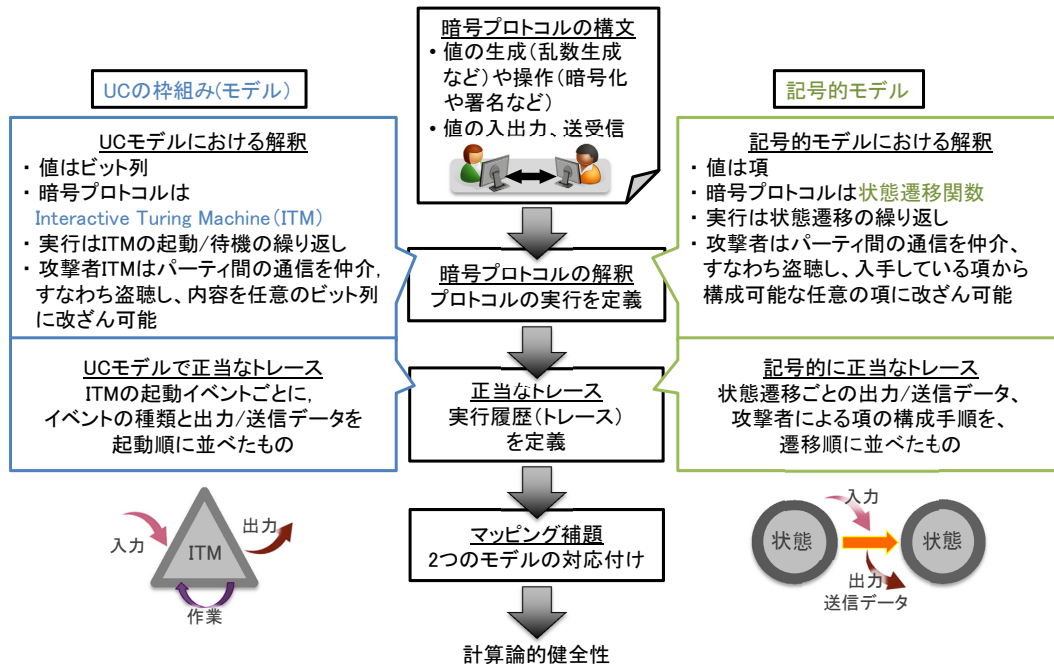 暗号プロトコルの構文
・値の生成(乱数生成
など)や操作(暗号化
や署名など)
・値の入出力、送受信
UCの枠組み(モデル)
UCモデルにおける解釈
・値はビット列
・暗号プロトコルは
Interactive Turing Machine(ITM)
・実行はITMの起動/待機の繰り返し
・攻撃者ITMはパーティ間の通信を仲介,
すなわち盗聴し、内容を任意のビット列
に改ざん可能
記号的モデル
記号的モデルにおける解釈
・値は項
・暗号プロトコルは状態遷移関数
・実行は状態遷移の繰り返し
・攻撃者はパーティ間の通信を仲介、
すなわち盗聴し、入手している項から
構成可能な任意の項に改ざん可能
暗号プロトコルの解釈
プロトコルの実行を定義
UCモデルで正当なトレース
ITMの起動イベントごとに,
イベントの種類と出力/送信データを
起動順に並べたもの
正当なトレース
実行履歴(トレース)
を定義
記号的に正当なトレース
状態遷移ごとの出力/送信データ、
攻撃者による項の構成手順を、
遷移順に並べたもの
入力
ITM
出力
作業
マッピング補題
2つのモデルの対応付け
入力
状態
状態
出力
送信データ
計算論的健全性